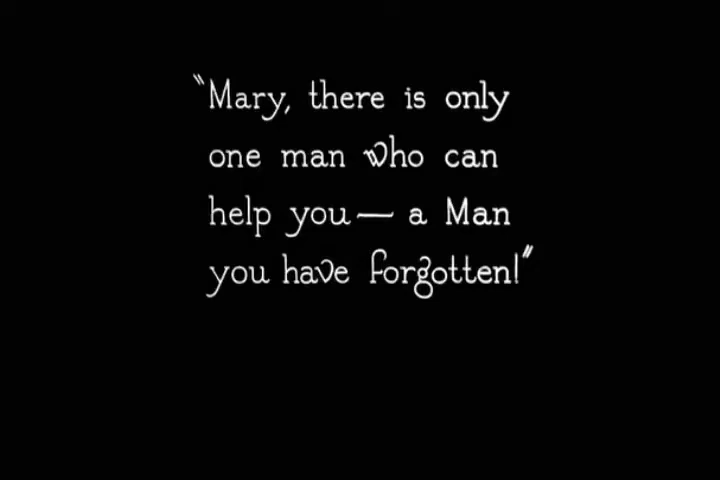 "Mary, there is only
one man who can
help you — a Man
you have forgotten!"